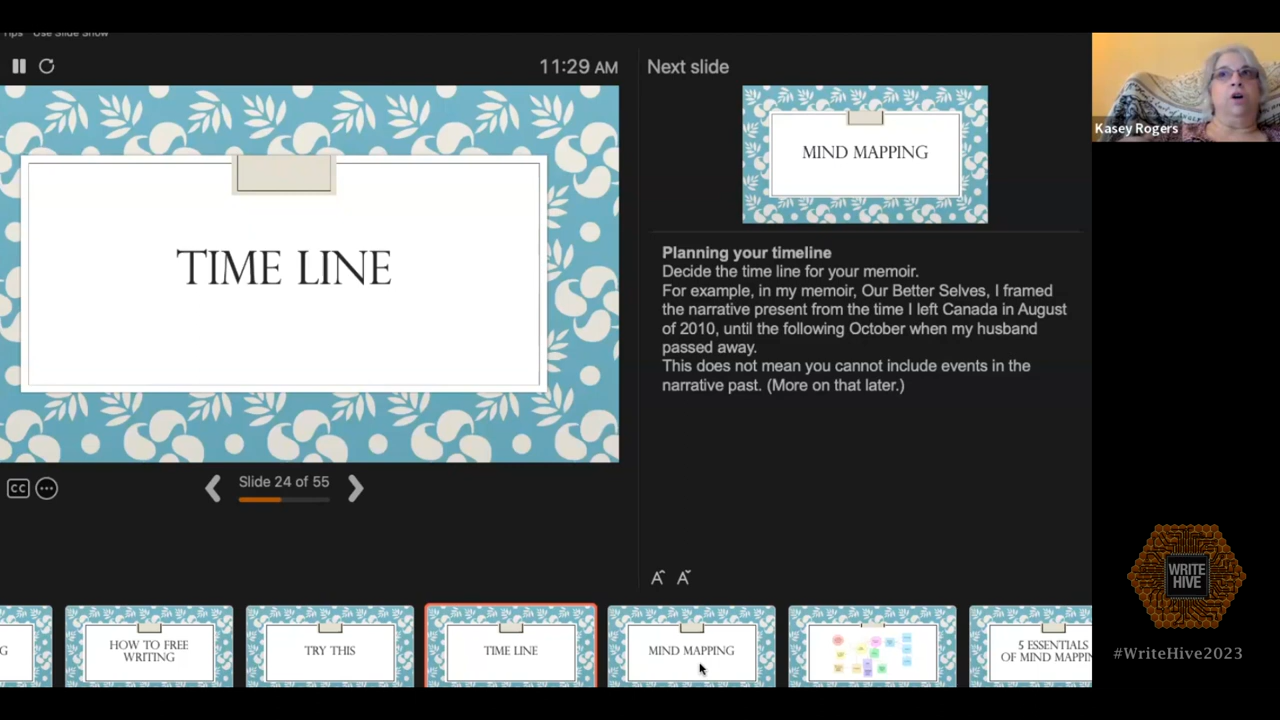 Tips Use Slide Show
11:29 AM
Next slide
TIME LINE
MIND MAPPING
Kasey Rogers
Planning your timeline
Decide the time line for your memoir.
For example, in my memoir, Our Better Selves, I framed
the narrative present from the time I left Canada in August
of 2010, until the following October when my husband
passed away.
This does not mean you cannot include events in the
narrative past. (More on that later.)
CC
Slide 24 of 55
A A
G
HOW TO FREE
WRITING
TRY THIS
TIME LINE
MIND MAPPING
5 ESSENTIALS
OF MIND MAPPIN
WRITE
HIVE
#WriteHive2023